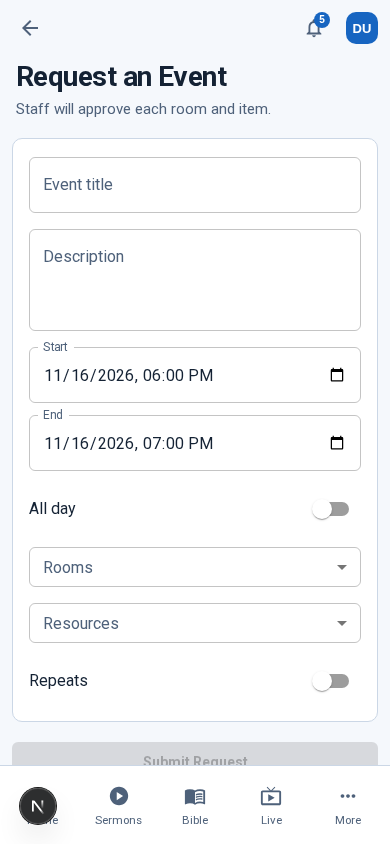 5
DU
Request an Event
Staff will approve each room and item.
Event title
Description
Start
11/16/2026, 06:00 PM
End
11/16/2026, 07:00 PM
All day
Rooms
Resources
Repeats
Submit Request
N
Sermons
Bible
Live
More